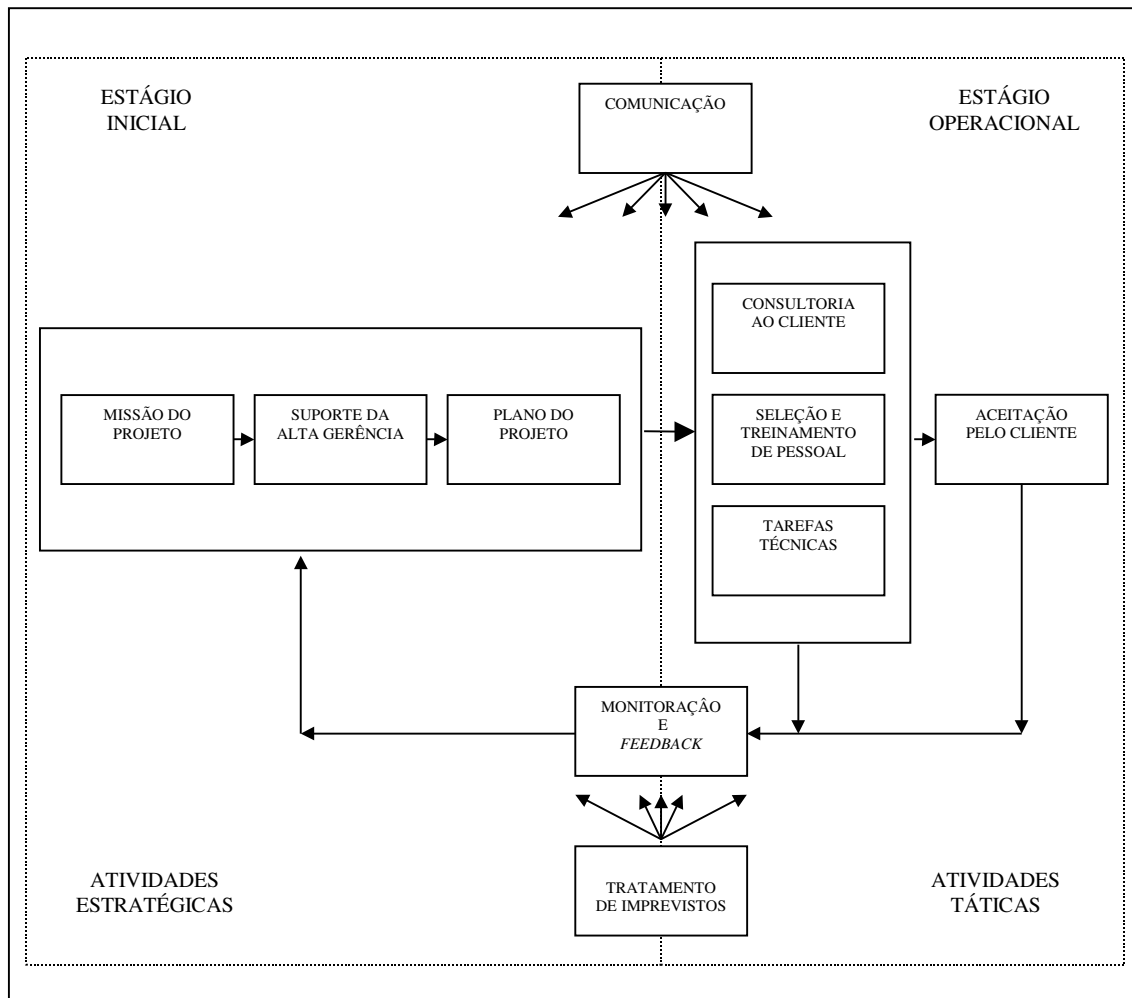 ESTÁGIO
INICIAL
COMUNICAÇÃO
ESTÁGIO
OPERACIONAL
CONSULTORIA
AO CLIENTE
MISSÃO DO
PROJETO
SUPORTE DA
ALTA GERÊNCIA
PLANO DO
PROJETO
SELEÇÃO E
TREINAMENTO
DE PESSOAL
ACEITAÇÃO
PELO CLIENTE
TAREFAS
TÉCNICAS
MONITORAÇÂO
E
FEEDBACK
ATIVIDADES
ESTRATÉGICAS
TRATAMENTO
DE IMPREVISTOS
ATIVIDADES
TÁTICAS